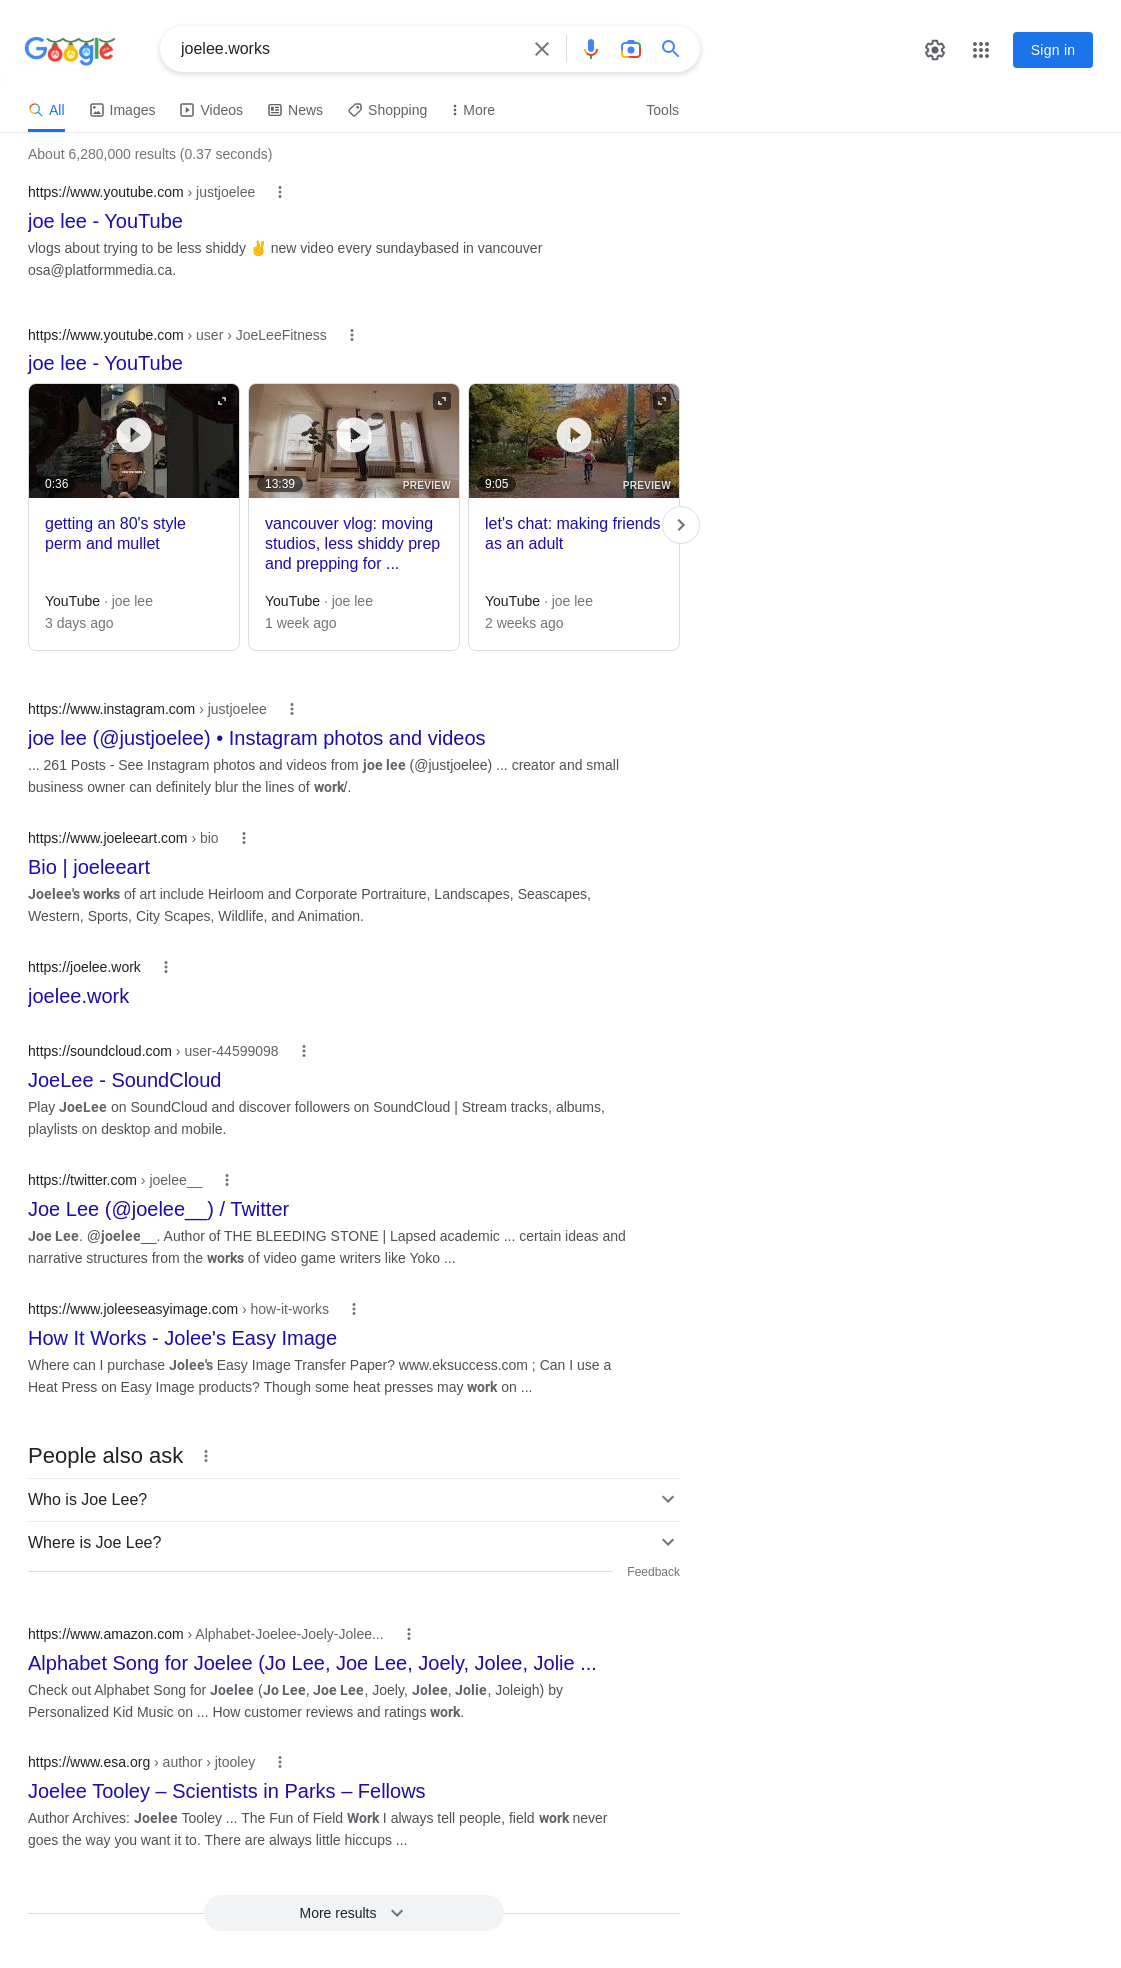 Google
joelee.works
Sign in
All
Images
Videos
News
Shopping
More
Tools
About 6,280,000 results (0.37 seconds)
https://www.youtube.com › justjoelee
joe lee - YouTube
vlogs about trying to be less shiddy ✌ new video every sundaybased in vancouver
osa@platformmedia.ca.
https://www.youtube.com › user › JoeLeeFitness
joe lee - YouTube
0:36
13:39
PREVIEW
9:05
PREVIEW
getting an 80's style
perm and mullet
YouTube · joe lee
3 days ago
vancouver vlog: moving
studios, less shiddy prep
and prepping for ...
YouTube · joe lee
1 week ago
let's chat: making friends
as an adult
YouTube · joe lee
2 weeks ago
https://www.instagram.com › justjoelee
joe lee (@justjoelee) • Instagram photos and videos
... 261 Posts - See Instagram photos and videos from joe lee (@justjoelee) ... creator and small
business owner can definitely blur the lines of work/.
https://www.joeleeart.com › bio
Bio | joeleeart
Joelee's works of art include Heirloom and Corporate Portraiture, Landscapes, Seascapes,
Western, Sports, City Scapes, Wildlife, and Animation.
https://joelee.work
joelee.work
https://soundcloud.com › user-44599098
JoeLee - SoundCloud
Play JoeLee on SoundCloud and discover followers on SoundCloud | Stream tracks, albums,
playlists on desktop and mobile.
https://twitter.com › joelee__
Joe Lee (@joelee__) / Twitter
Joe Lee. @joelee__. Author of THE BLEEDING STONE | Lapsed academic ... certain ideas and
narrative structures from the works of video game writers like Yoko ...
https://www.joleeseasyimage.com › how-it-works
How It Works - Jolee's Easy Image
Where can I purchase Jolee's Easy Image Transfer Paper? www.eksuccess.com ; Can I use a
Heat Press on Easy Image products? Though some heat presses may work on ...
People also ask
Who is Joe Lee?
Where is Joe Lee?
Feedback
https://www.amazon.com › Alphabet-Joelee-Joely-Jolee...
Alphabet Song for Joelee (Jo Lee, Joe Lee, Joely, Jolee, Jolie ...
Check out Alphabet Song for Joelee (Jo Lee, Joe Lee, Joely, Jolee, Jolie, Joleigh) by
Personalized Kid Music on ... How customer reviews and ratings work.
https://www.esa.org › author › jtooley
Joelee Tooley – Scientists in Parks – Fellows
Author Archives: Joelee Tooley ... The Fun of Field Work I always tell people, field work never
goes the way you want it to. There are always little hiccups ...
More results